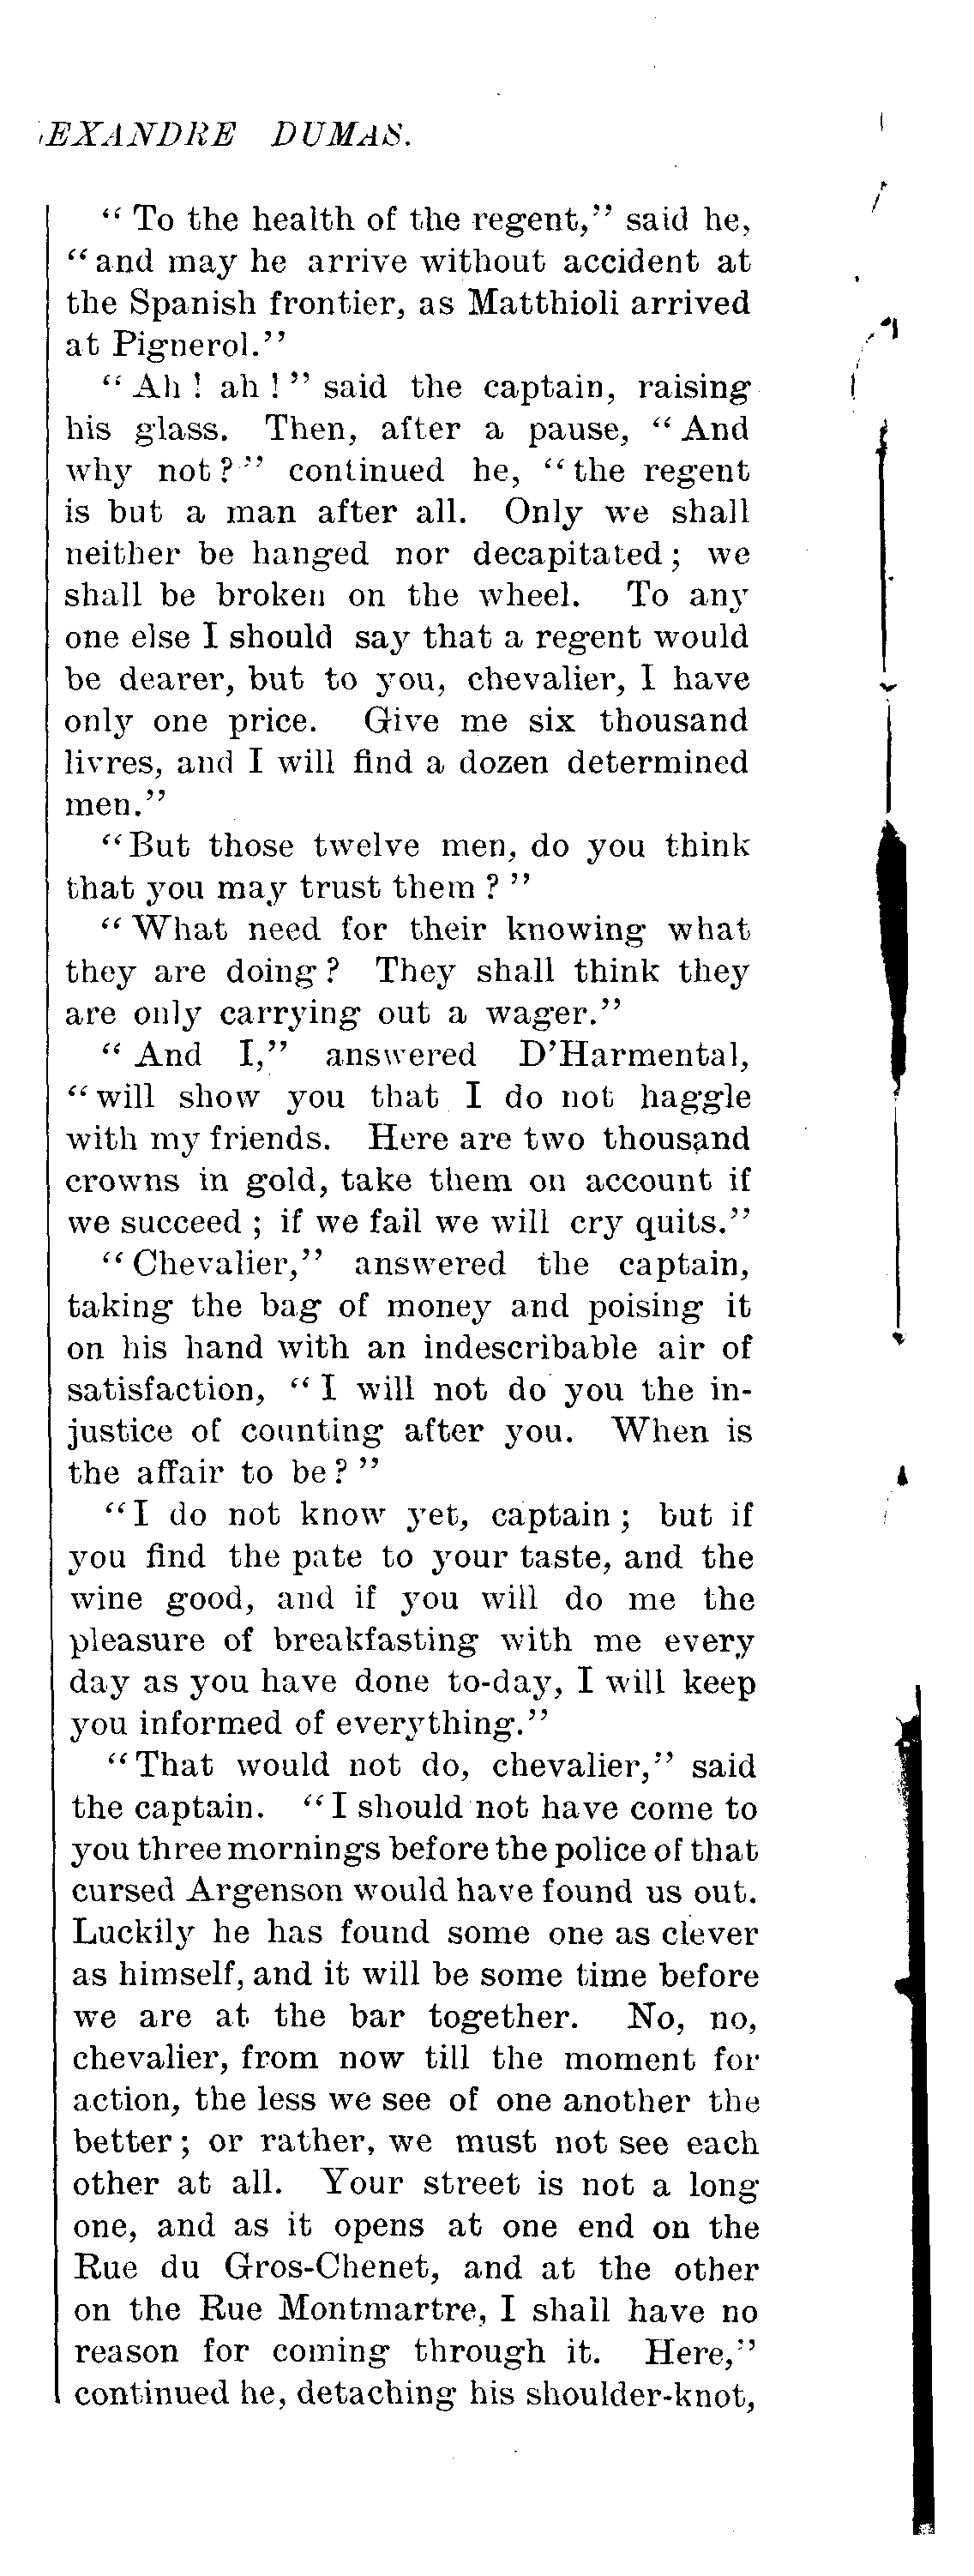 EXANDRE DUMAS.
"To the health of the regent," said he,
"and may he arrive without accident at
the Spanish frontier, as Matthioli arrived
at Pignerol."
"Ah! ah!" said the captain, raising
his glass. Then, after a pause, "And
why not?" continued he, "the regent
is but a man after all. Only we shall
neither be hanged nor decapitated; we
shall be broken on the wheel. To any
one else I should say that a regent would
be dearer, but to you, chevalier, I have
only one price. Give me six thousand
livres, and I will find a dozen determined
men."
"But those twelve men, do you think
that you may trust them?"
"What need for their knowing what
they are doing? They shall think they
are only carrying out a wager."
"And I," answered D'Harmental,
"will show you that I do not haggle
with my friends. Here are two thousand
crowns in gold, take them on account if
we succeed; if we fail we will cry quits."
"Chevalier," answered the captain,
taking the bag of money and poising it
on his hand with an indescribable air of
satisfaction, "I will not do you the in-
justice of counting after you. When is
the affair to be?"
"I do not know yet, captain; but if
you find the pate to your taste, and the
wine good, and if you will do me the
pleasure of breakfasting with me every
day as you have done to-day, I will keep
you informed of everything."
"That would not do, chevalier," said
the captain. "I should not have come to
you three mornings before the police of that
cursed Argenson would have found us out.
Luckily he has found some one as clever
as himself, and it will be some time before
we are at the bar together. No, no,
chevalier, from now till the moment for
action, the less we see of one another the
better; or rather, we must not see each
other at all. Your street is not a long
one, and as it opens at one end on the
Rue du Gros-Chenet, and at the other
on the Rue Montmartre, I shall have no
reason for coming through it. Here,"
continued he, detaching his shoulder-knot,